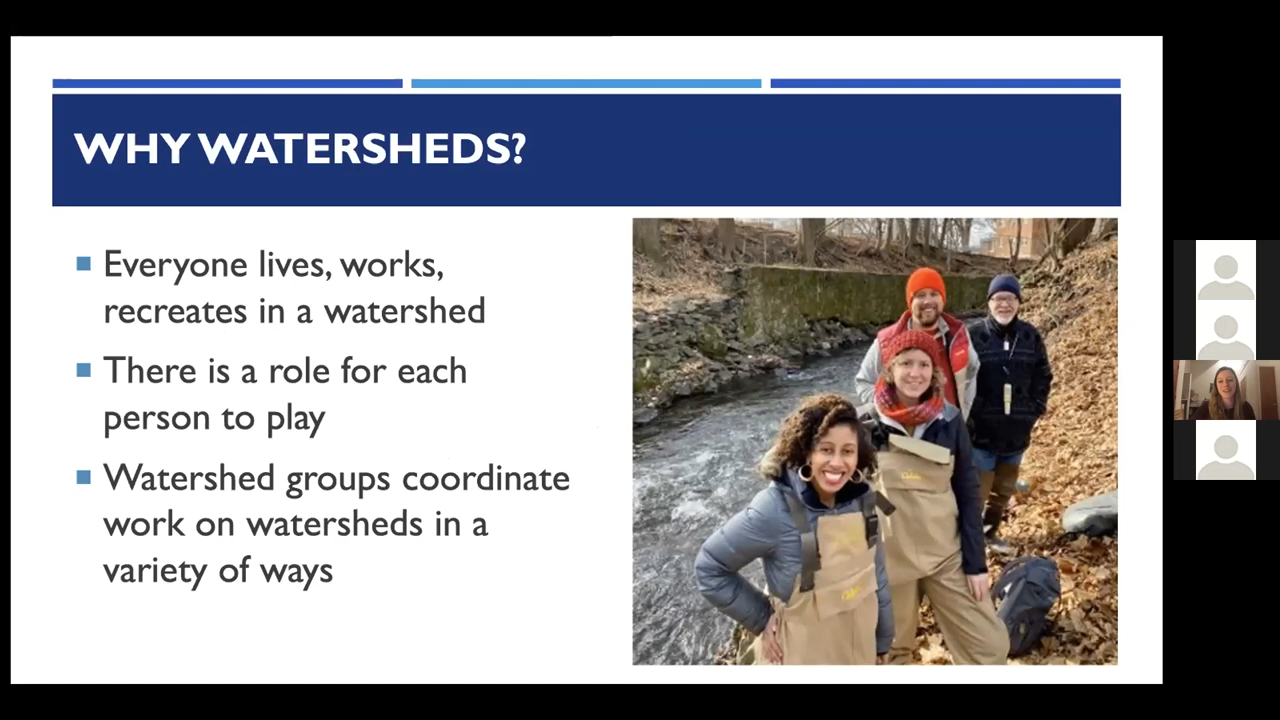 WHY WATERSHEDS?
Everyone lives, works,
recreates in a watershed
There is a role for each
person to play
Watershed groups coordinate
work on watersheds in a
variety of ways